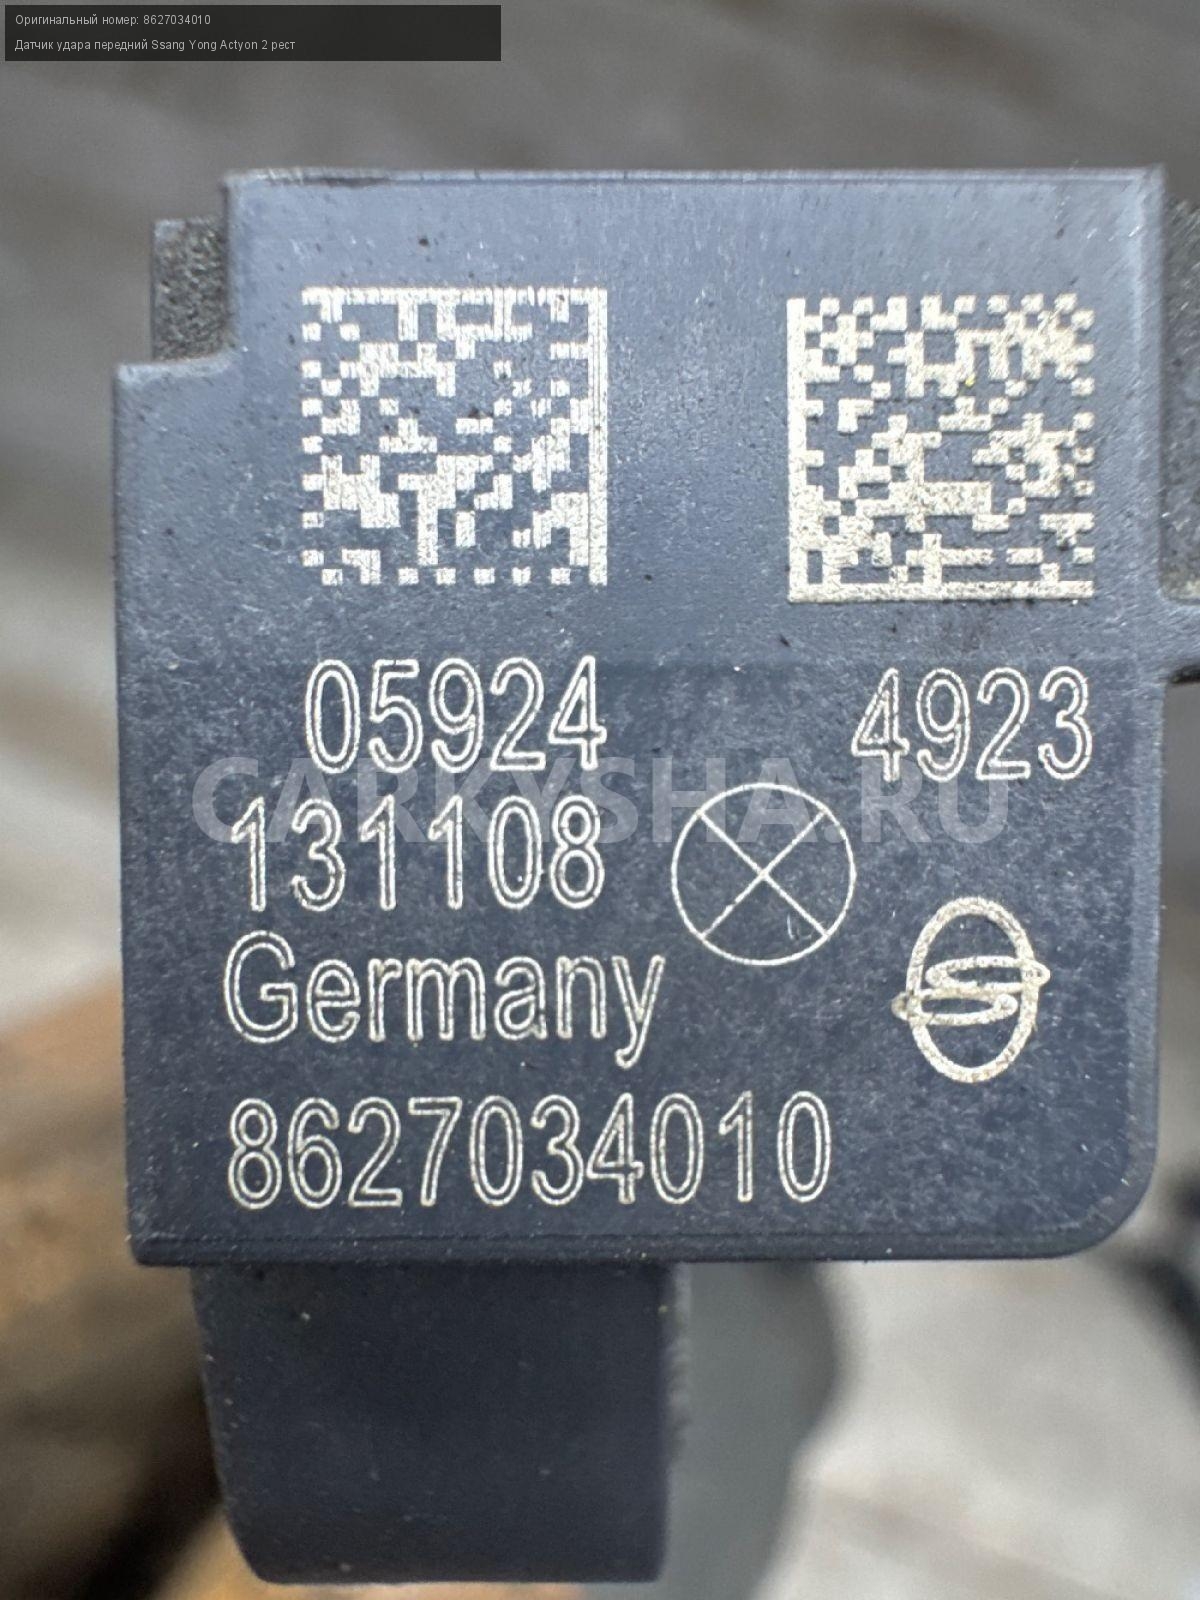 Оригинальный номер: 8627034010
Датчик удара передний Ssang Yong Actyon 2 рест
05924 4923
CARKYSHA.RU
131108
Germany
8627034010